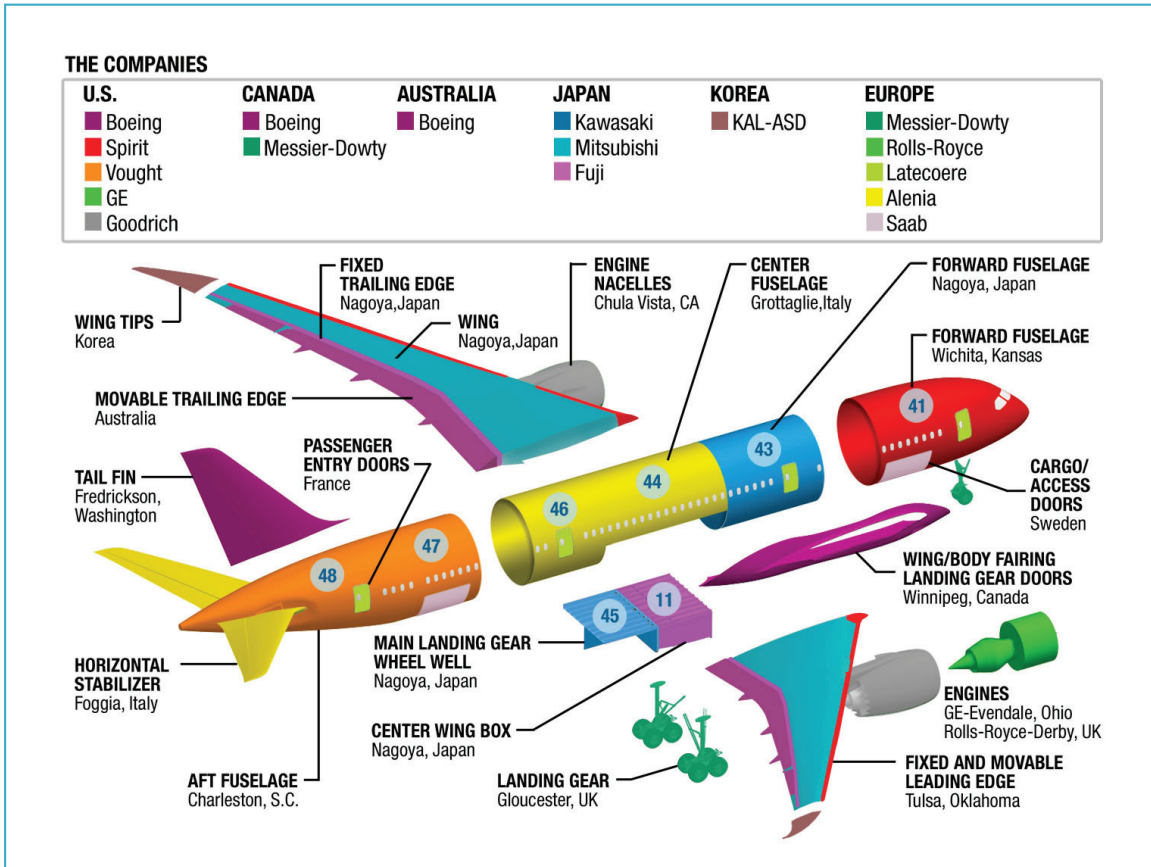 THE COMPANIES
U.S.
Boeing
Spirit
Vought
GE
Goodrich
CANADA
Boeing
Messier-Dowty
AUSTRALIA
Boeing
JAPAN
Kawasaki
Mitsubishi
Fuji
KOREA
KAL-ASD
EUROPE
Messier-Dowty
Rolls-Royce
Latecoere
Alenia
Saab
WING TIPS
Korea
FIXED
TRAILING EDGE
Nagoya,Japan
WING
Nagoya,Japan
ENGINE
NACELLES
Chula Vista, CA
CENTER
FUSELAGE
Grottaglie,Italy
FORWARD FUSELAGE
Nagoya, Japan
FORWARD FUSELAGE
Wichita, Kansas
MOVABLE TRAILING EDGE
Australia
PASSENGER
ENTRY DOORS
France
TAIL FIN
Fredrickson,
Washington
41
43
44
46
47
48
CARGO/
ACCESS
DOORS
Sweden
WING/BODY FAIRING
LANDING GEAR DOORS
Winnipeg, Canada
11
45
MAIN LANDING GEAR
WHEEL WELL
Nagoya, Japan
HORIZONTAL
STABILIZER
Foggia, Italy
CENTER WING BOX
Nagoya, Japan
ENGINES
GE-Evendale, Ohio
Rolls-Royce-Derby, UK
AFT FUSELAGE
Charleston, S.C.
LANDING GEAR
Gloucester, UK
FIXED AND MOVABLE
LEADING EDGE
Tulsa, Oklahoma